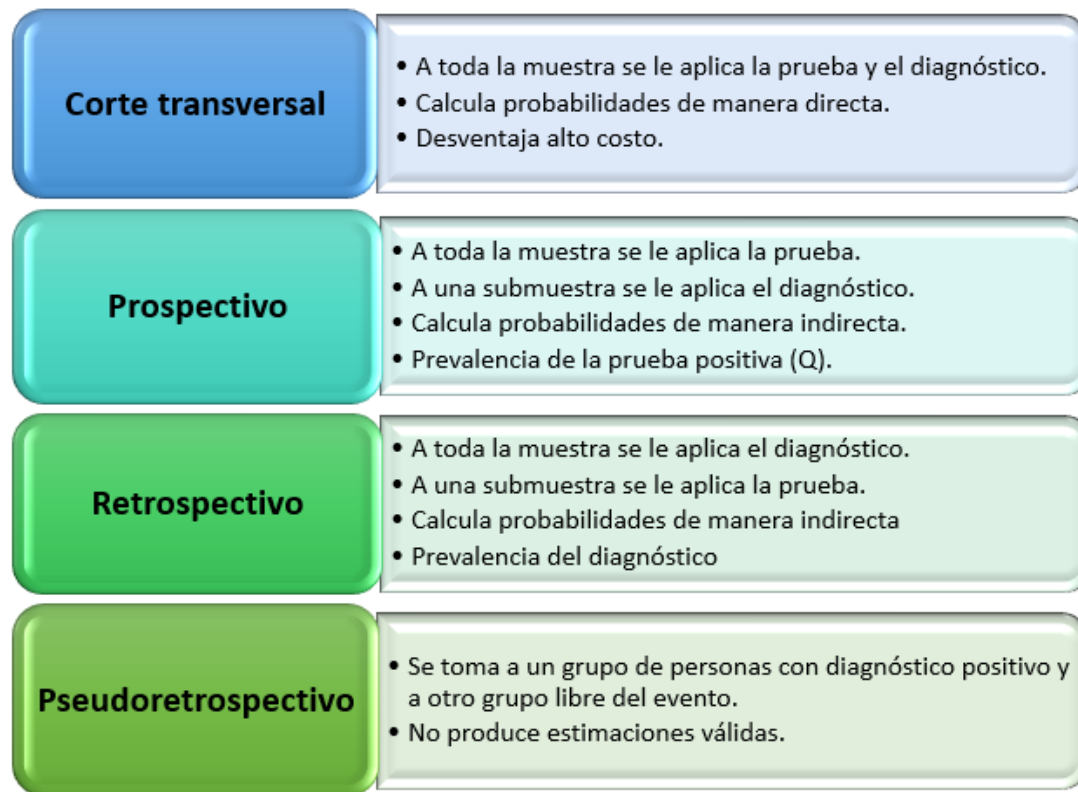 Corte transversal
• A toda la muestra se le aplica la prueba y el diagnóstico.
• Calcula probabilidades de manera directa.
• Desventaja alto costo.
Prospectivo
• A toda la muestra se le aplica la prueba.
• A una submuestra se le aplica el diagnóstico.
• Calcula probabilidades de manera indirecta.
• Prevalencia de la prueba positiva (Q).
Retrospectivo
• A toda la muestra se le aplica el diagnóstico.
• A una submuestra se le aplica la prueba.
• Calcula probabilidades de manera indirecta
• Prevalencia del diagnóstico
Pseudoretrospectivo
• Se toma a un grupo de personas con diagnóstico positivo y
a otro grupo libre del evento.
• No produce estimaciones válidas.